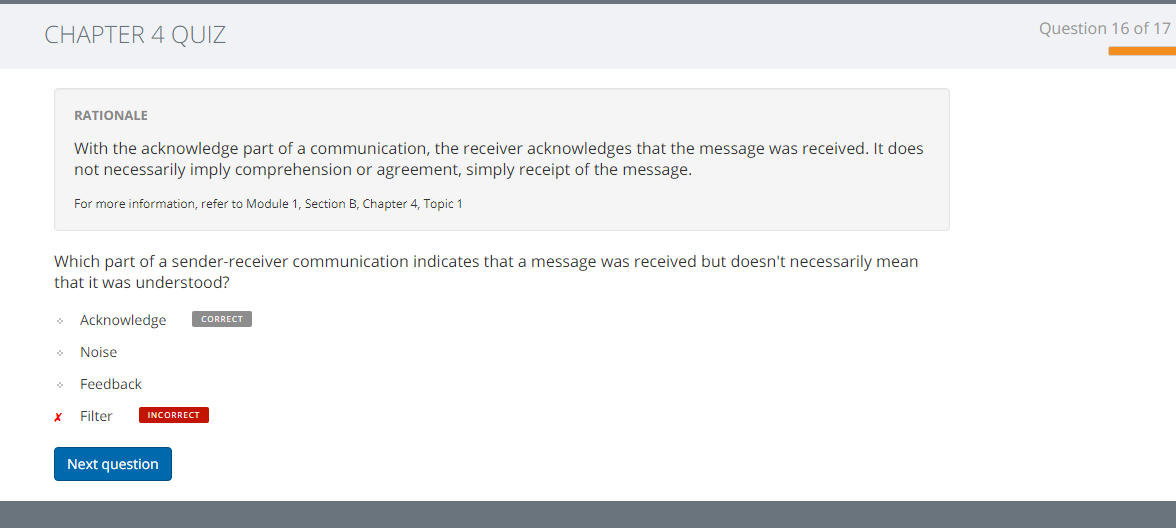 CHAPTER 4 QUIZ
Question 16 of 17
RATIONALE
With the acknowledge part of a communication, the receiver acknowledges that the message was received. It does
not necessarily imply comprehension or agreement, simply receipt of the message.
For more information, refer to Module 1, Section B, Chapter 4, Topic 1
Which part of a sender-receiver communication indicates that a message was received but doesn't necessarily mean
that it was understood?
Acknowledge CORRECT
Noise
Feedback
✗ Filter INCORRECT
Next question